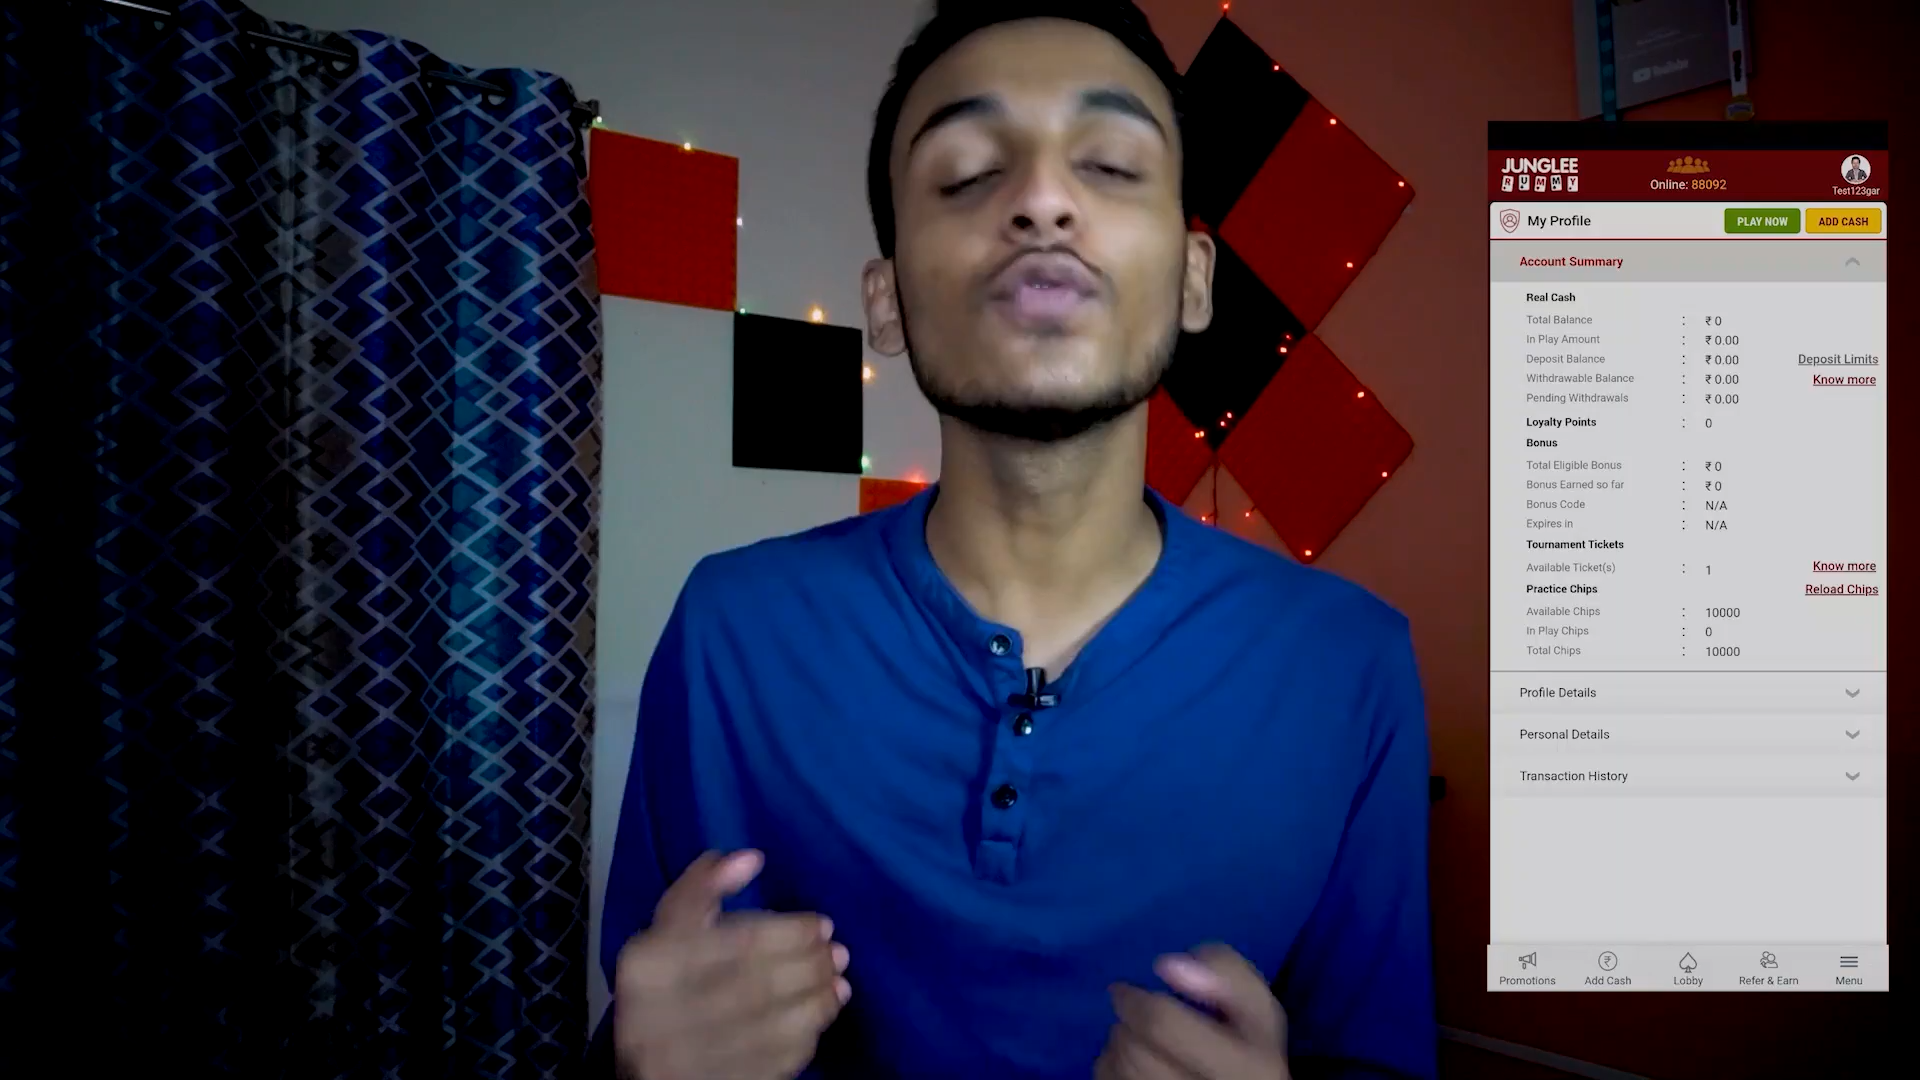 YouTube
JUNGLEE
RUMMY
Online: 88092
Test123gar
My Profile
PLAY NOW
ADD CASH
Account Summary
Real Cash
Total Balance : ₹ 0
In Play Amount : ₹ 0.00
Deposit Balance : ₹ 0.00 Deposit Limits
Withdrawable Balance : ₹ 0.00 Know more
Pending Withdrawals : ₹ 0.00
Loyalty Points : 0
Bonus
Total Eligible Bonus : ₹ 0
Bonus Earned so far : ₹ 0
Bonus Code : N/A
Expires in : N/A
Tournament Tickets
Available Ticket(s) : 1 Know more
Practice Chips Reload Chips
Available Chips : 10000
In Play Chips : 0
Total Chips : 10000
Profile Details
Personal Details
Transaction History
Promotions
Add Cash
Lobby
Refer & Earn
Menu